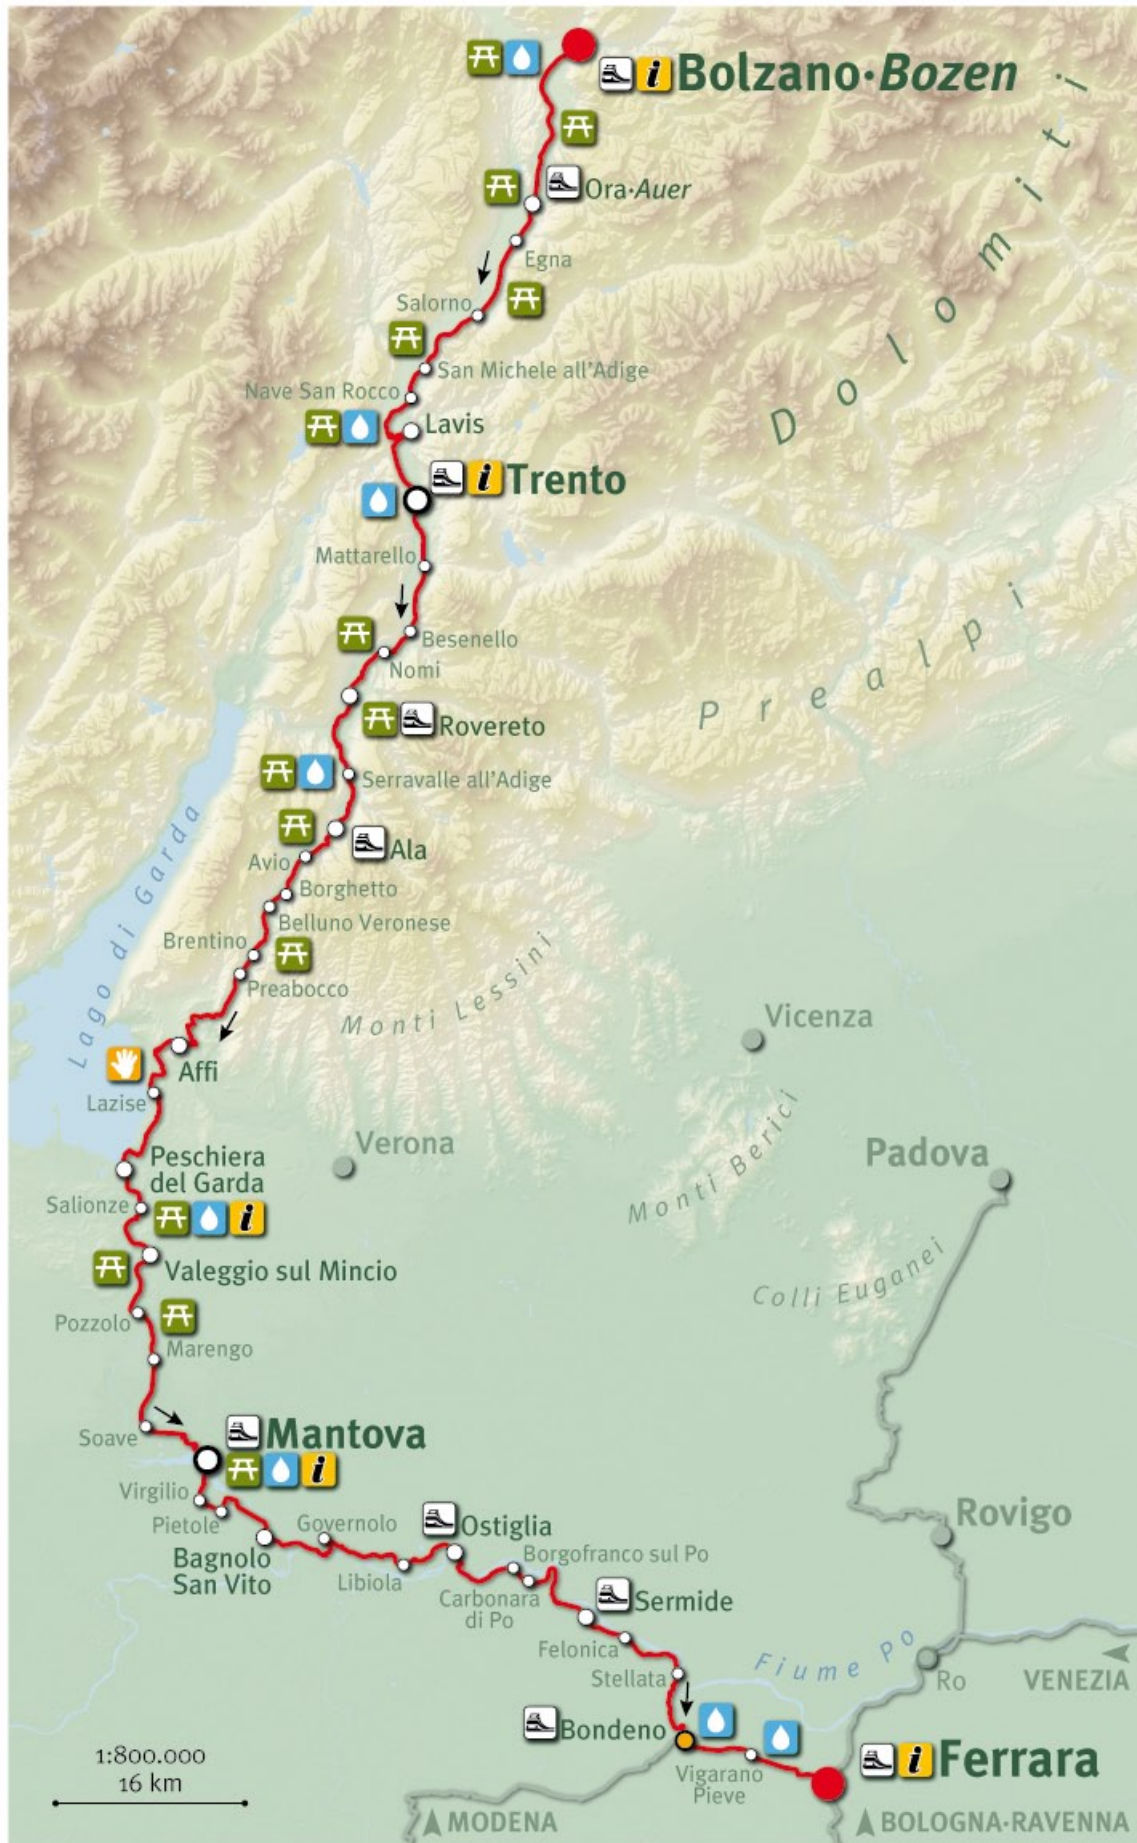 Bolzano·Bozen
Ora·Auer
Egna
Salorno
San Michele all'Adige
Nave San Rocco
Lavis
Dolomiti
Trento
Mattarello
Besenello
Nomi
Prealpi
Rovereto
Serravalle all'Adige
Lago di Garda
Ala
Avio
Borghetto
Belluno Veronese
Brentino
Preabocco
Monti Lessini
Vicenza
Affi
Lazise
Verona
Monti Berici
Padova
Peschiera
del Garda
Salionze
Colli Euganei
Valeggio sul Mincio
Pozzolo
Marengo
Soave
Mantova
Virgilio
Pietole
Bagnolo
San Vito
Governolo
Libiola
Ostiglia
Borgofranco sul Po
Carbonara
di Po
Rovigo
Sermide
Felonica
Stellata
Fiume Po
Ro
VENEZIA
Bondeno
Vigarano
Pieve
Ferrara
1:800.000
16 km
MODENA
BOLOGNA·RAVENNA